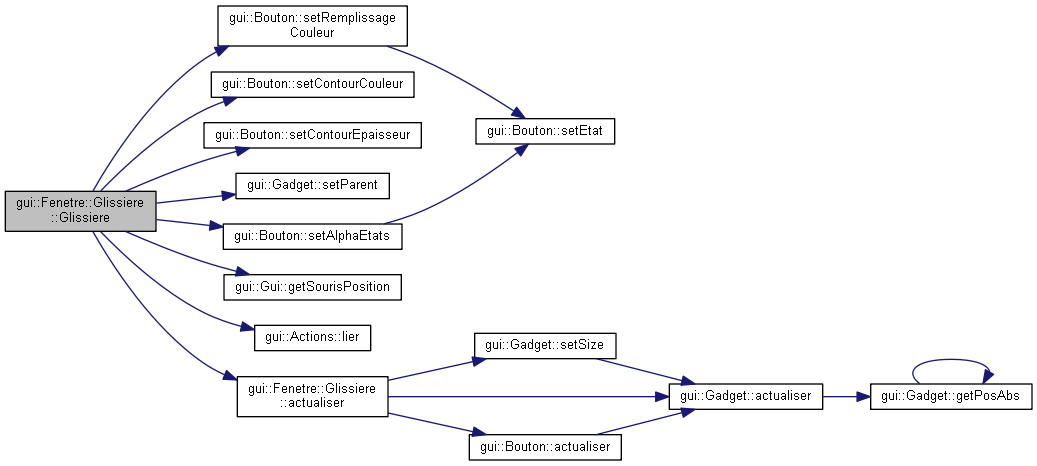 gui::Bouton::setRemplissage
Couleur
gui::Bouton::setContourCouleur
gui::Bouton::setEtat
gui::Bouton::setContourEpaisseur
gui::Gadget::setParent
gui::Fenetre::Glissiere
::Glissiere
gui::Bouton::setAlphaEtats
gui::Gui::getSourisPosition
gui::Actions::lier
gui::Gadget::setSize
gui::Fenetre::Glissiere
::actualiser
gui::Gadget::actualiser
gui::Gadget::getPosAbs
gui::Bouton::actualiser